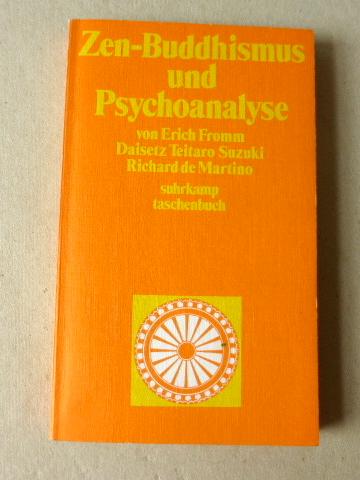 Zen-Buddhismus
und
Psychoanalyse
von Erich Fromm
Daisetz Teitaro Suzuki
Richard de Martino
suhrkamp
taschenbuch